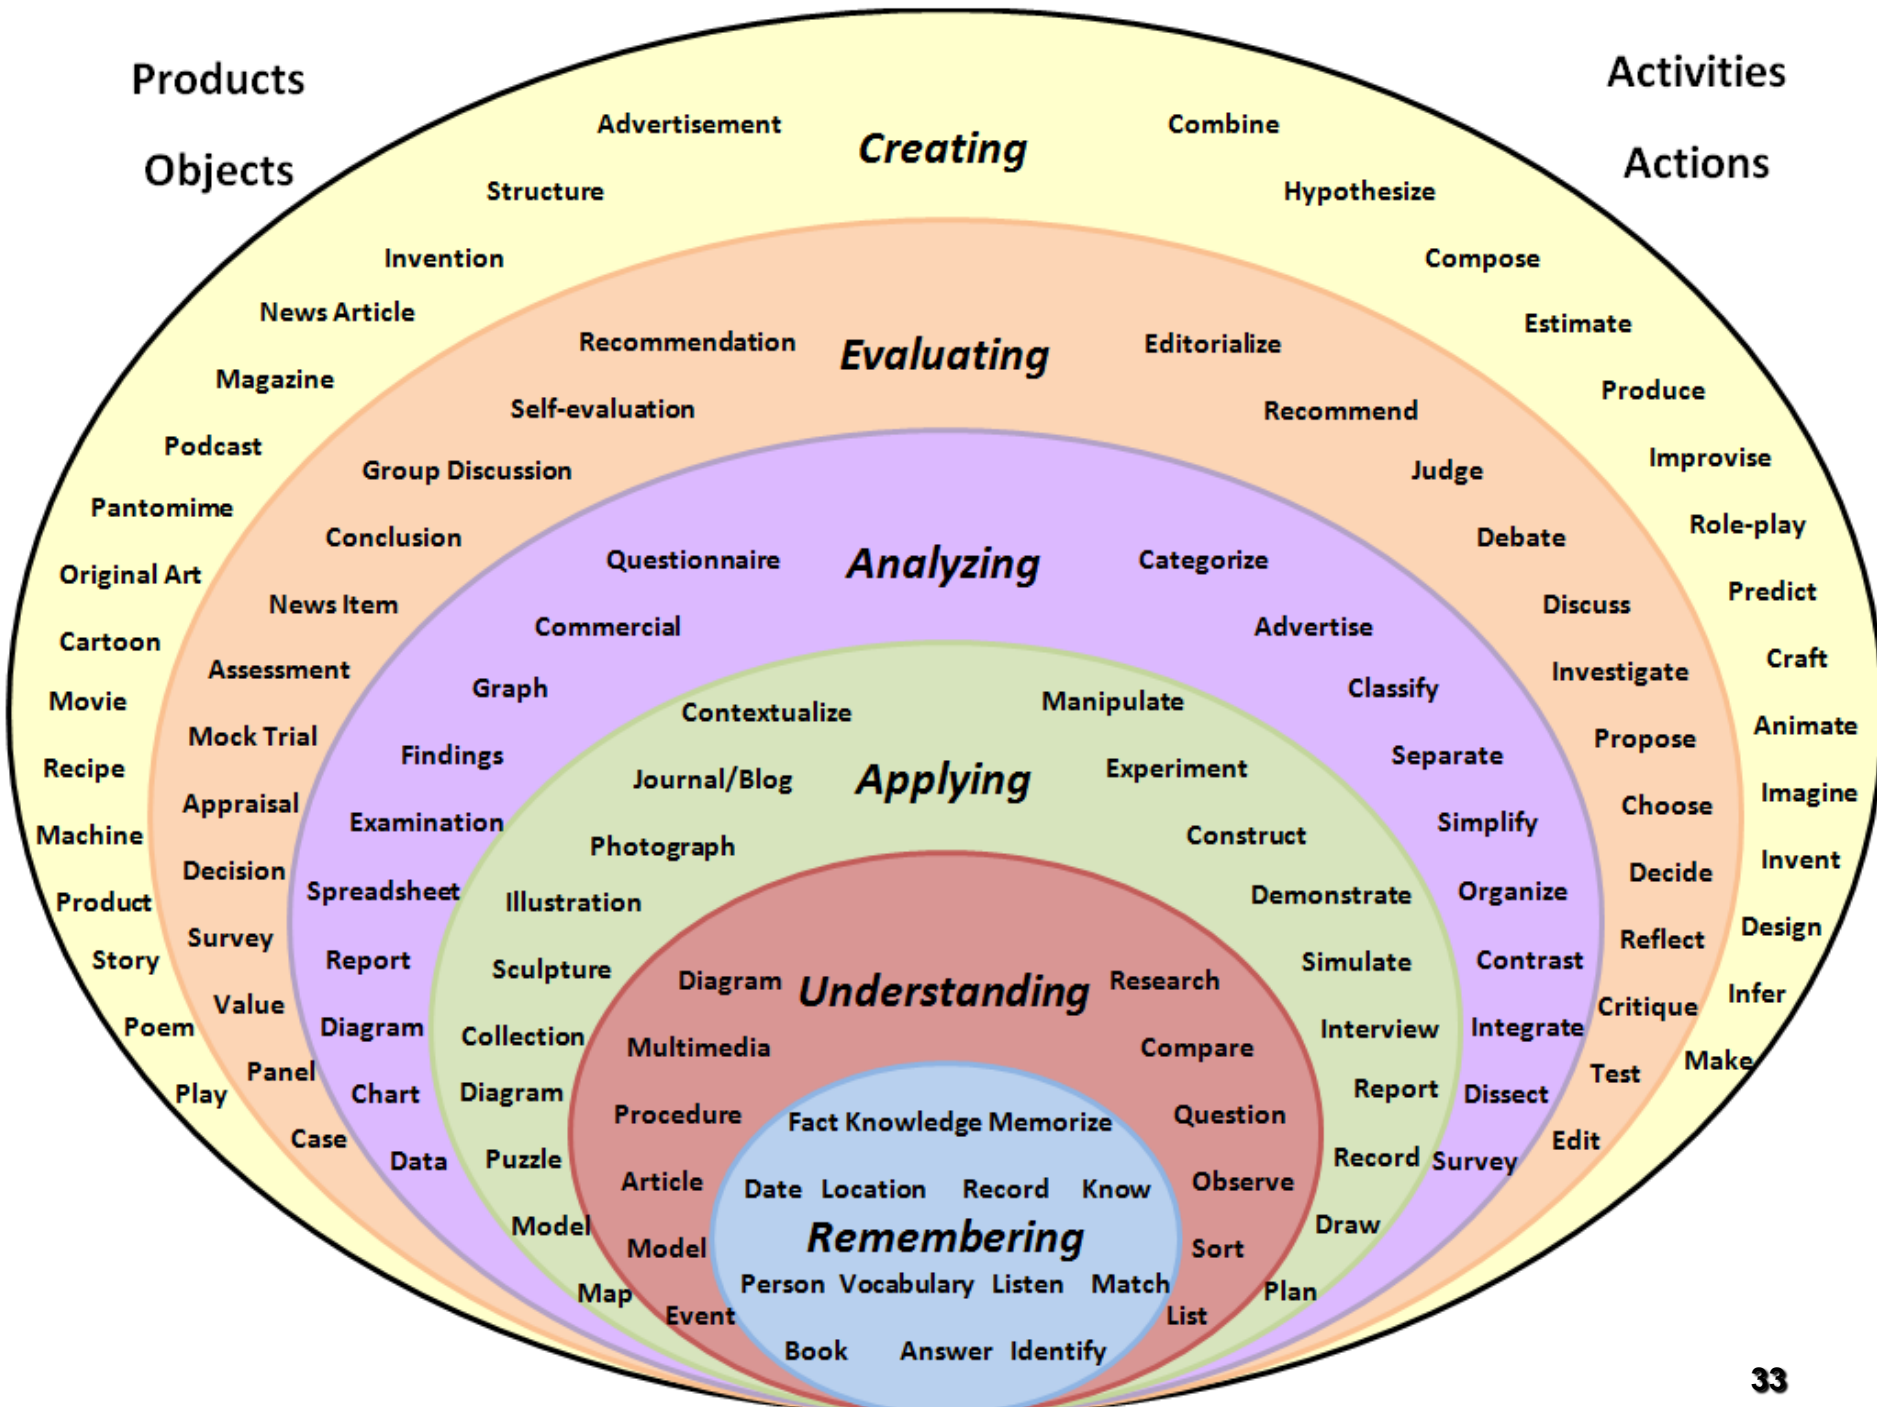 Products
Objects
Activities
Actions
Creating
Advertisement
Structure
Invention
News Article
Magazine
Podcast
Pantomime
Original Art
Cartoon
Movie
Recipe
Machine
Product
Story
Poem
Play
Combine
Hypothesize
Compose
Estimate
Produce
Improvise
Role-play
Predict
Craft
Animate
Imagine
Invent
Design
Infer
Make
Evaluating
Recommendation
Self-evaluation
Group Discussion
Conclusion
News Item
Assessment
Mock Trial
Appraisal
Decision
Survey
Value
Panel
Case
Editorialize
Recommend
Judge
Debate
Discuss
Investigate
Propose
Choose
Decide
Reflect
Critique
Test
Edit
Analyzing
Questionnaire
Commercial
Graph
Findings
Examination
Spreadsheet
Report
Diagram
Chart
Data
Categorize
Advertise
Classify
Separate
Simplify
Organize
Contrast
Integrate
Dissect
Survey
Applying
Contextualize
Journal/Blog
Photograph
Illustration
Sculpture
Collection
Diagram
Puzzle
Model
Map
Manipulate
Experiment
Construct
Demonstrate
Simulate
Interview
Report
Record
Draw
Plan
Understanding
Diagram
Multimedia
Procedure
Article
Model
Event
Research
Compare
Question
Observe
Sort
List
Fact Knowledge Memorize
Date Location Record Know
Remembering
Person Vocabulary Listen Match
Book Answer Identify
33